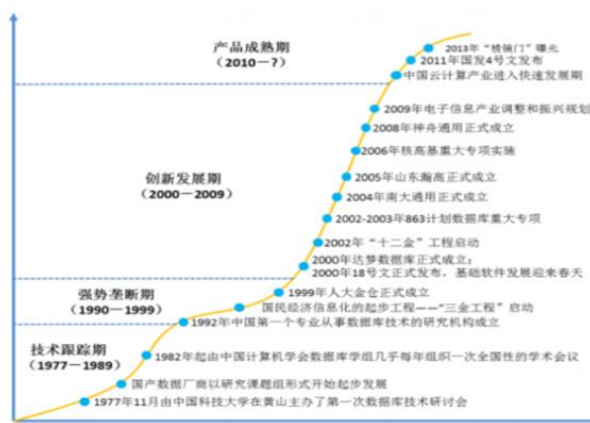 产品成熟期
(2010－?)
2013年“棱镜门”曝光
2011年国发4号文发布
中国云计算产业进入快速发展期
创新发展期
(2000－2009)
2009年电子信息产业调整和振兴规划
2008年神舟通用正式成立
2006年核高基重大专项实施
2005年山东瀚高正式成立
2004年南大通用正式成立
2002-2003年863计划数据库重大专项
2002年“十二金”工程启动
2000年达梦数据库正式成立；
2000年18号文正式发布，基础软件发展迎来春天
强势垄断期
(1990－1999)
1999年人大金仓正式成立
国民经济信息化的起步工程——“三金工程”启动
1992年中国第一个专业从事数据库技术的研究机构成立
技术跟踪期
(1977－1989)
1982年起由中国计算机学会数据库学组几乎每年组织一次全国性的学术会议
国产数据厂商以研究课题组形式开始起步发展
1977年11月由中国科技大学在黄山主办了第一次数据库技术研讨会